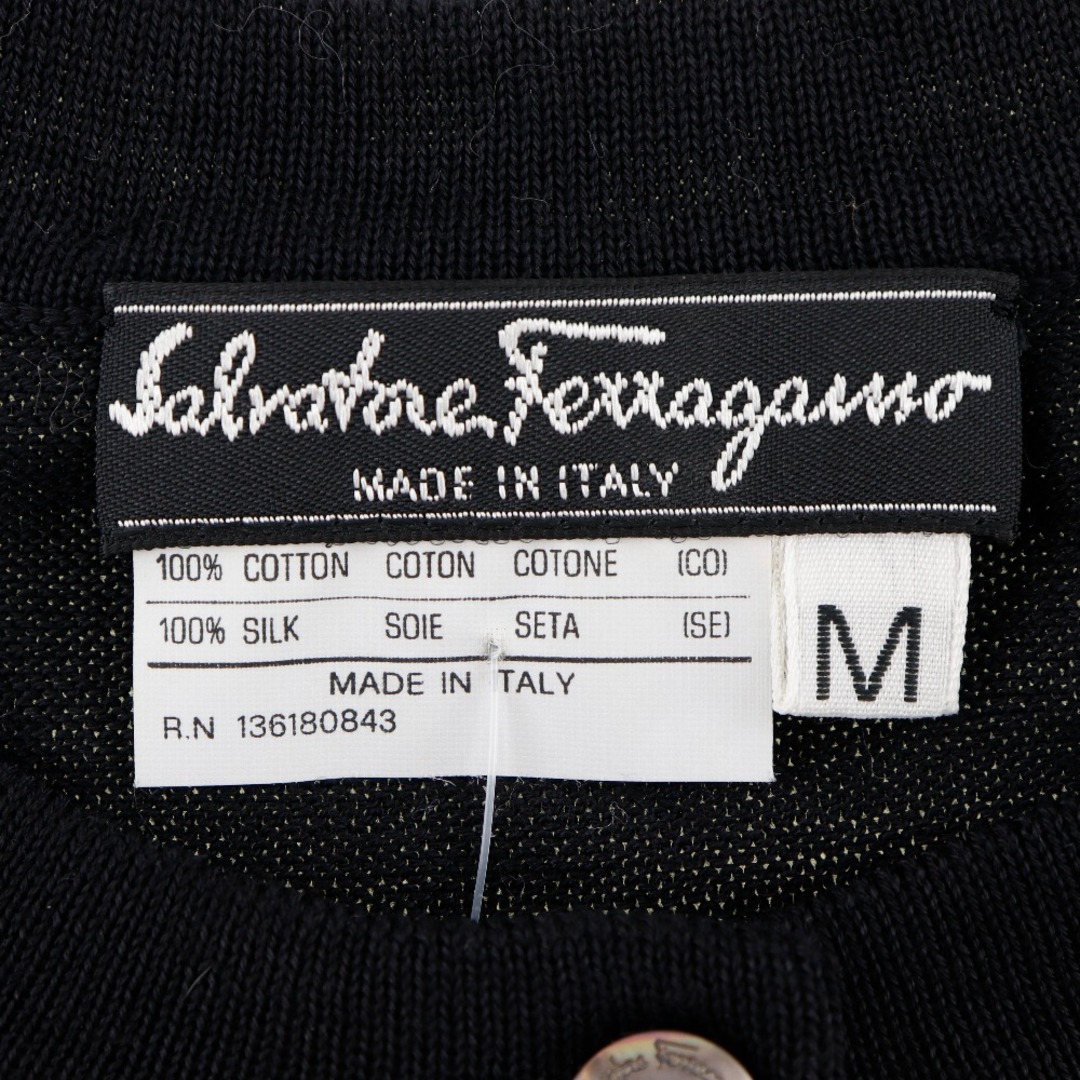 Salvatore Ferragamo
MADE IN ITALY
100% COTTON COTON COTONE (CO)
100% SILK SOIE SETA (SE)
MADE IN ITALY
R.N 136180843
M